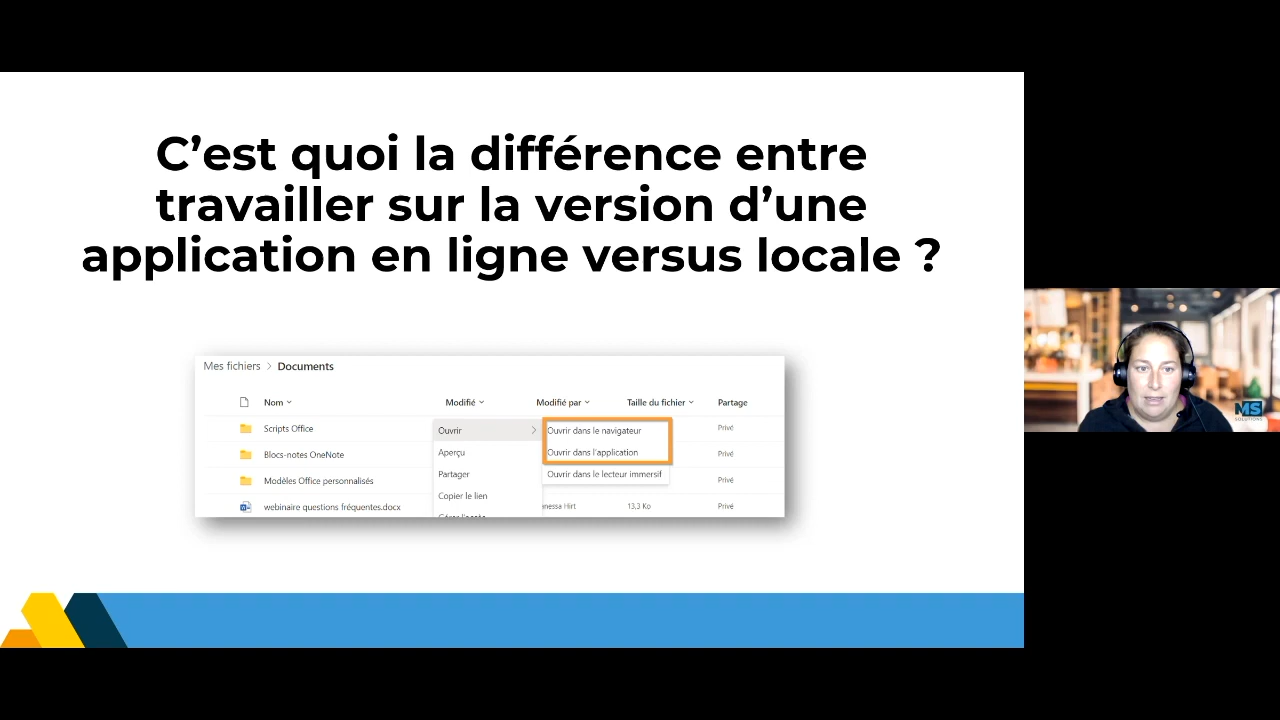 C'est quoi la différence entre
travailler sur la version d'une
application en ligne versus locale ?
Mes fichiers > Documents
Nom Modifié Modifié par Taille du fichier Partage
Scripts Office Ouvrir Ouvrir dans le navigateur Privé
Blocs-notes OneNote Aperçu Ouvrir dans l'application Privé
Modèles Office personnalisés Partager Ouvrir dans le lecteur immersif Privé
webinaire questions fréquentes.docx Copier le lien Hirt 13,3 Ko Privé
MS
SOLUTIONS